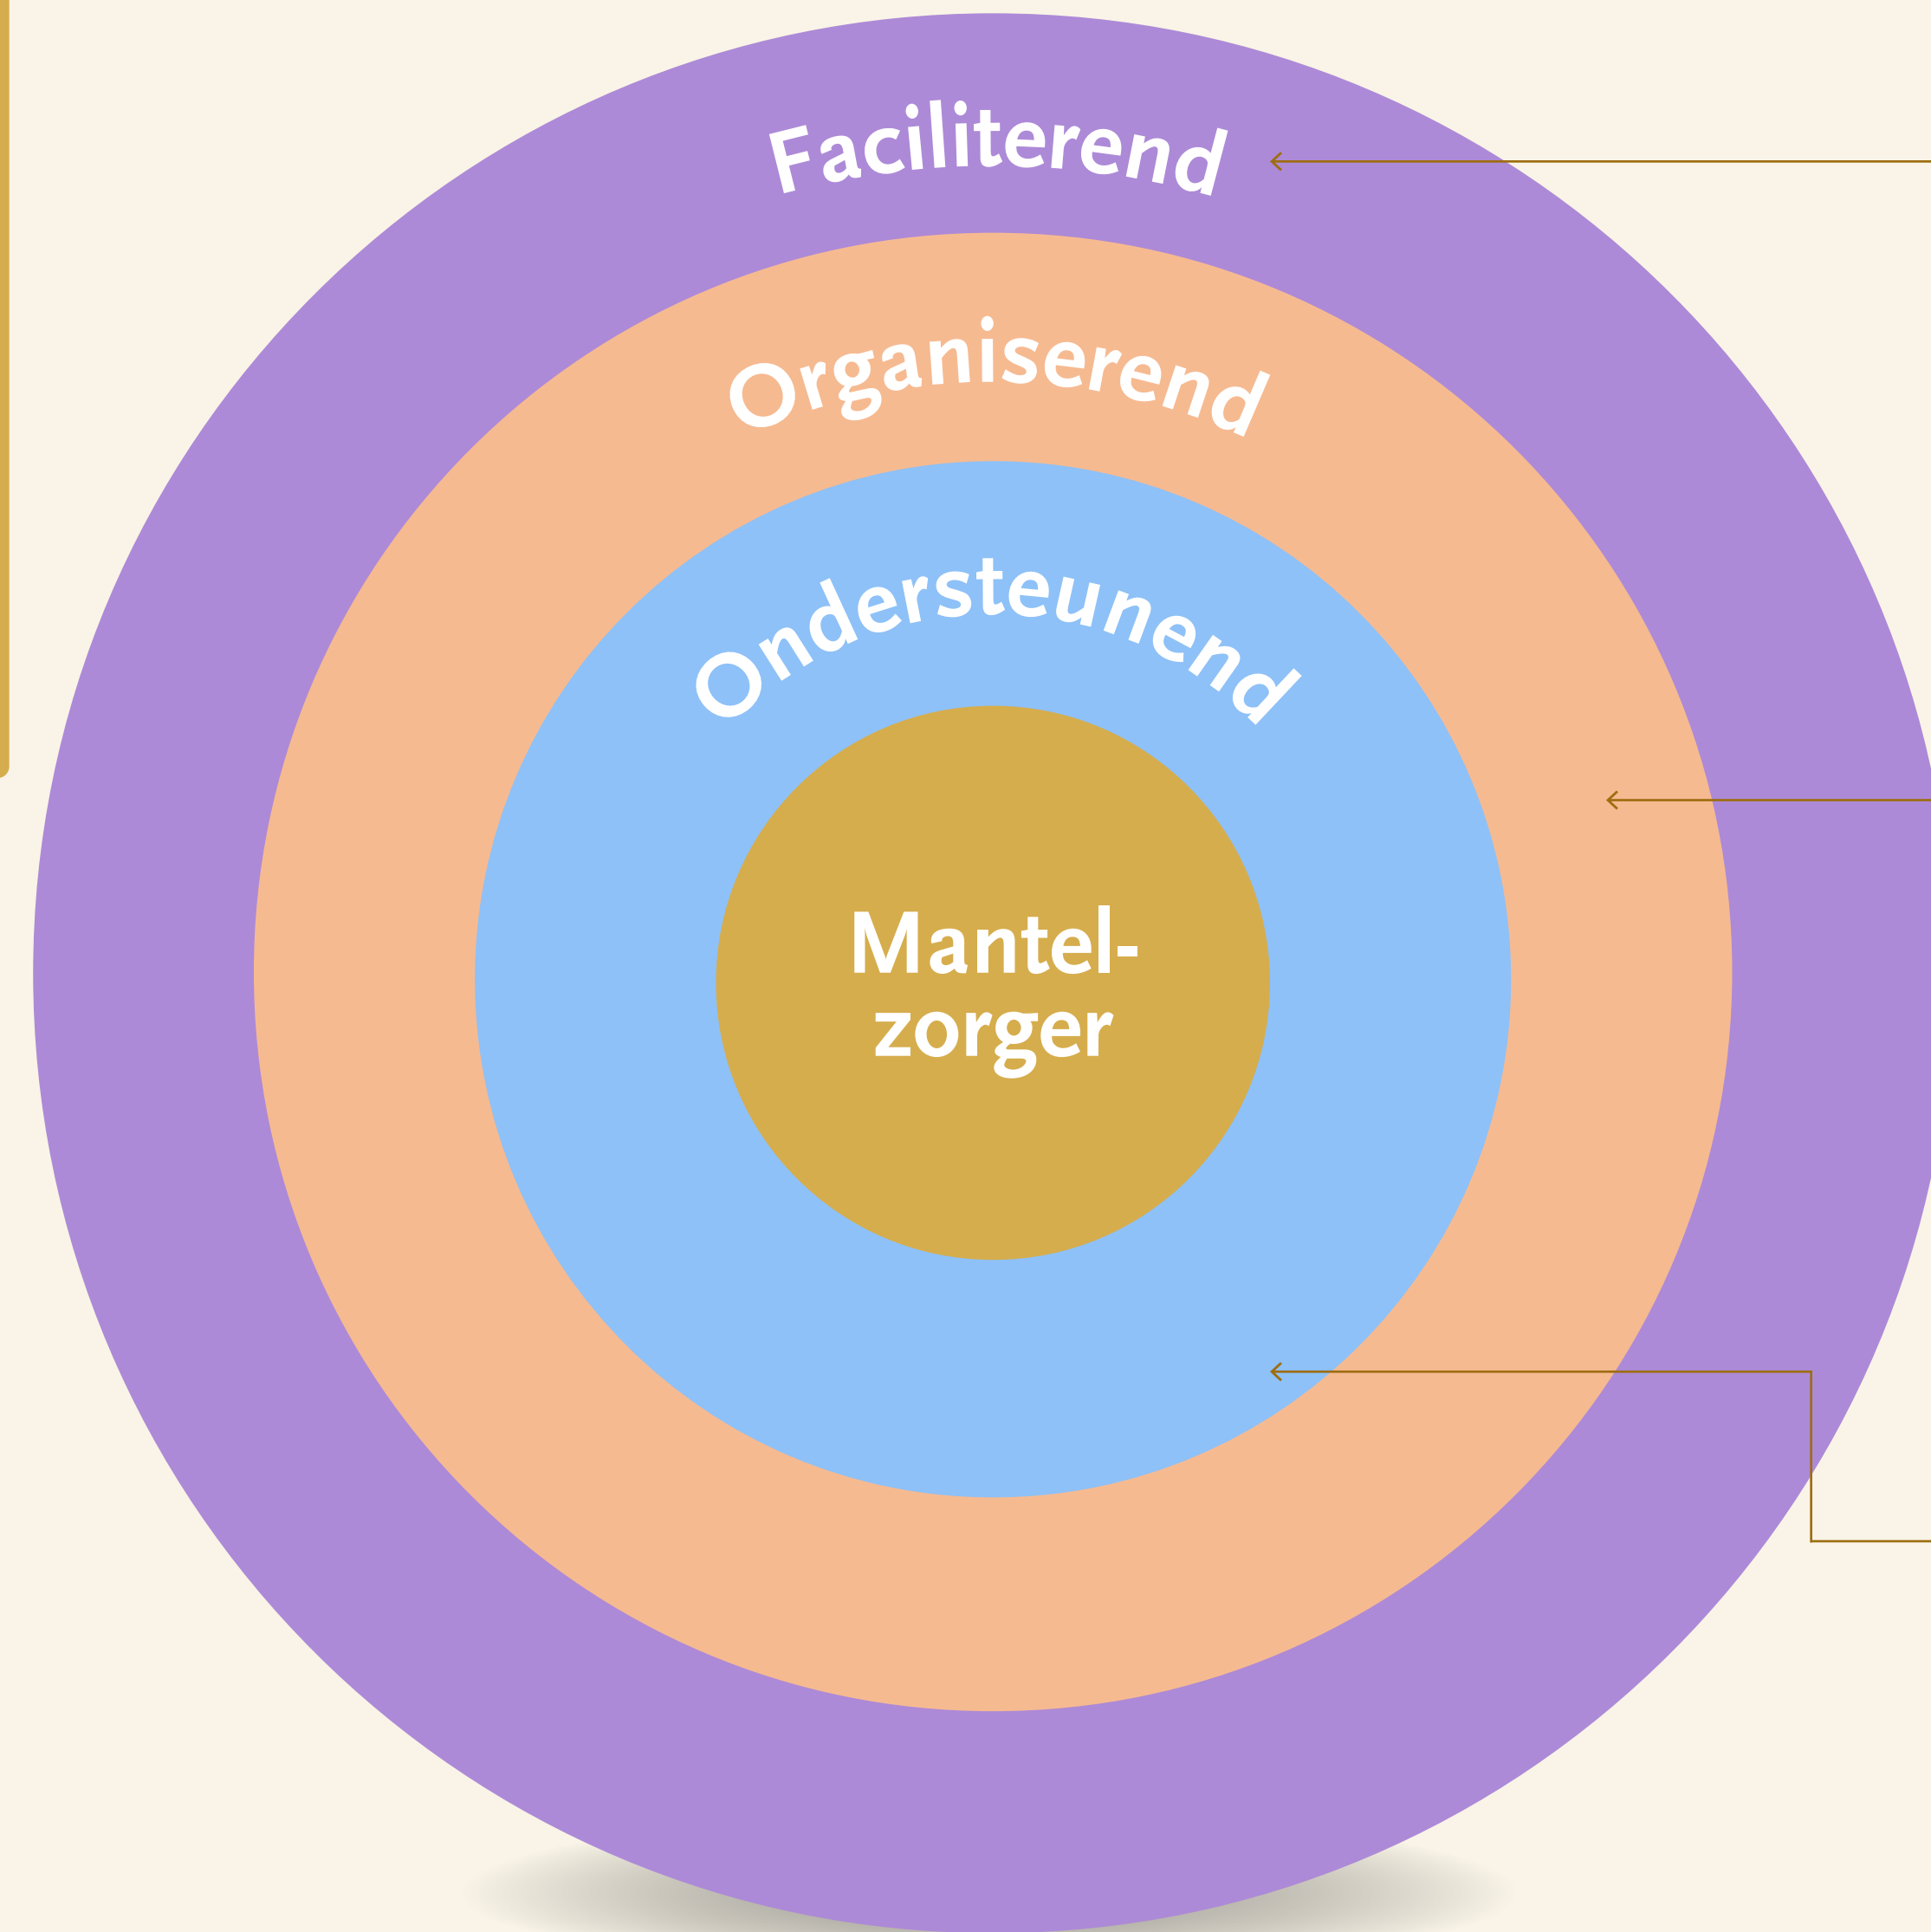 Faciliterend
Organiserend
Ondersteunend
Mantel-
zorger